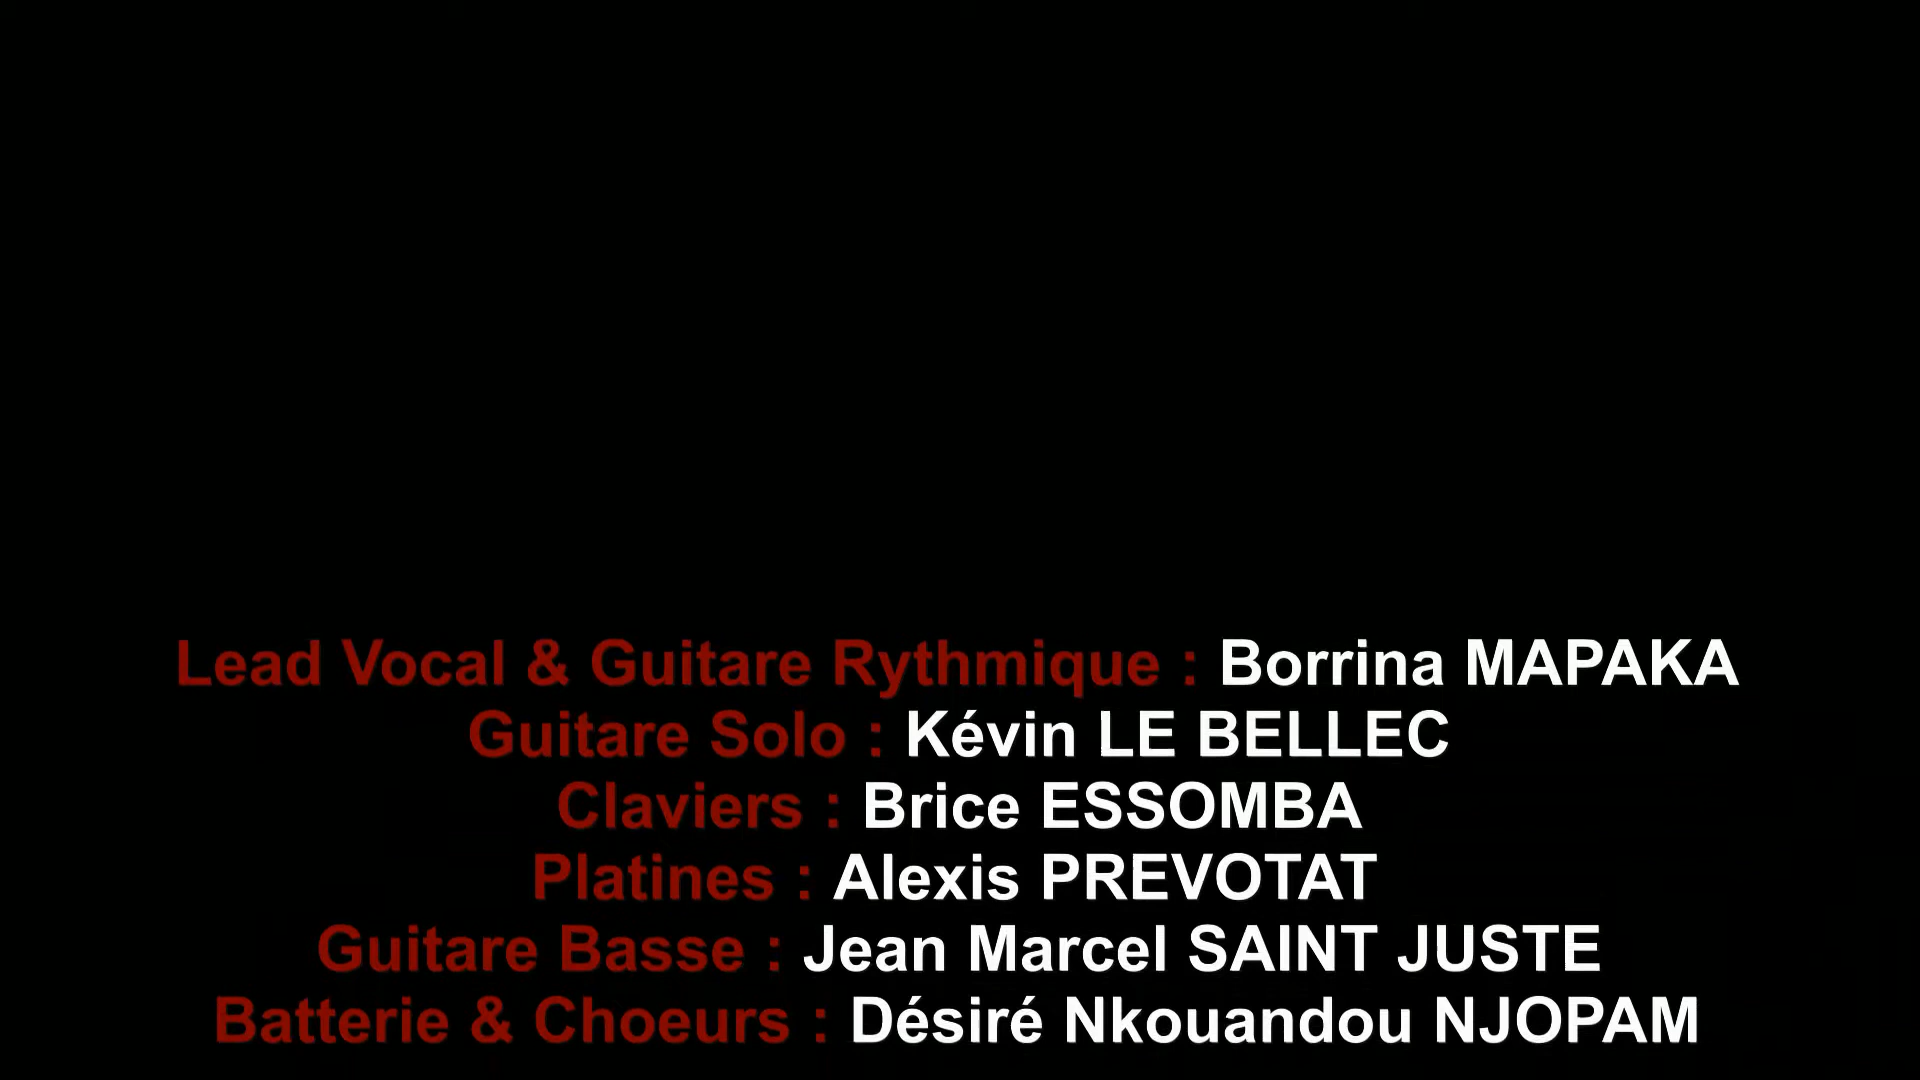 Lead Vocal & Guitare Rythmique : Borrina MAPAKA
Guitare Solo : Kévin LE BELLEC
Claviers : Brice ESSOMBA
Platines : Alexis PREVOTAT
Guitare Basse : Jean Marcel SAINT JUSTE
Batterie & Choeurs : Désiré Nkouandou NJOPAM